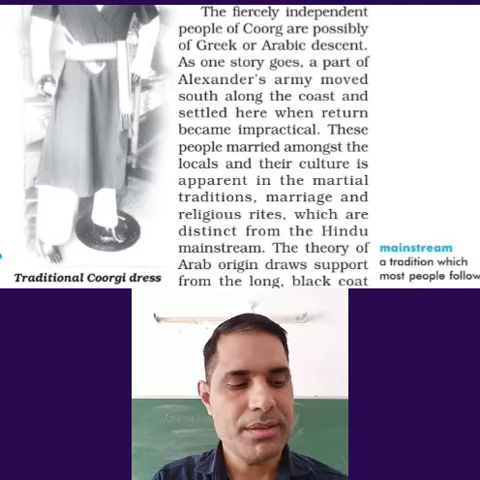 The fiercely independent
people of Coorg are possibly
of Greek or Arabic descent.
As one story goes, a part of
Alexander's army moved
south along the coast and
settled here when return
became impractical. These
people married amongst the
locals and their culture is
apparent in the martial
traditions, marriage and
religious rites, which are
distinct from the Hindu
mainstream. The theory of
Arab origin draws support
from the long, black coat
Traditional Coorgi dress
mainstream
a tradition which
most people follow